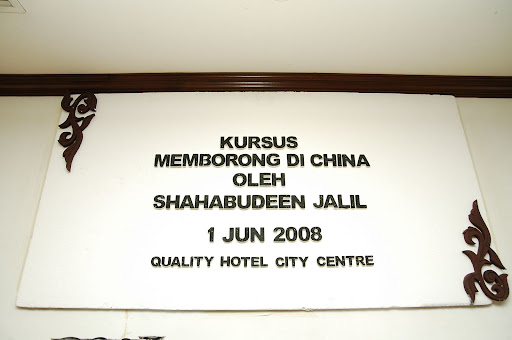 KURSUS
MEMBORONG DI CHINA
OLEH
SHAHABUDEEN JALIL
1 JUN 2008
QUALITY HOTEL CITY CENTRE